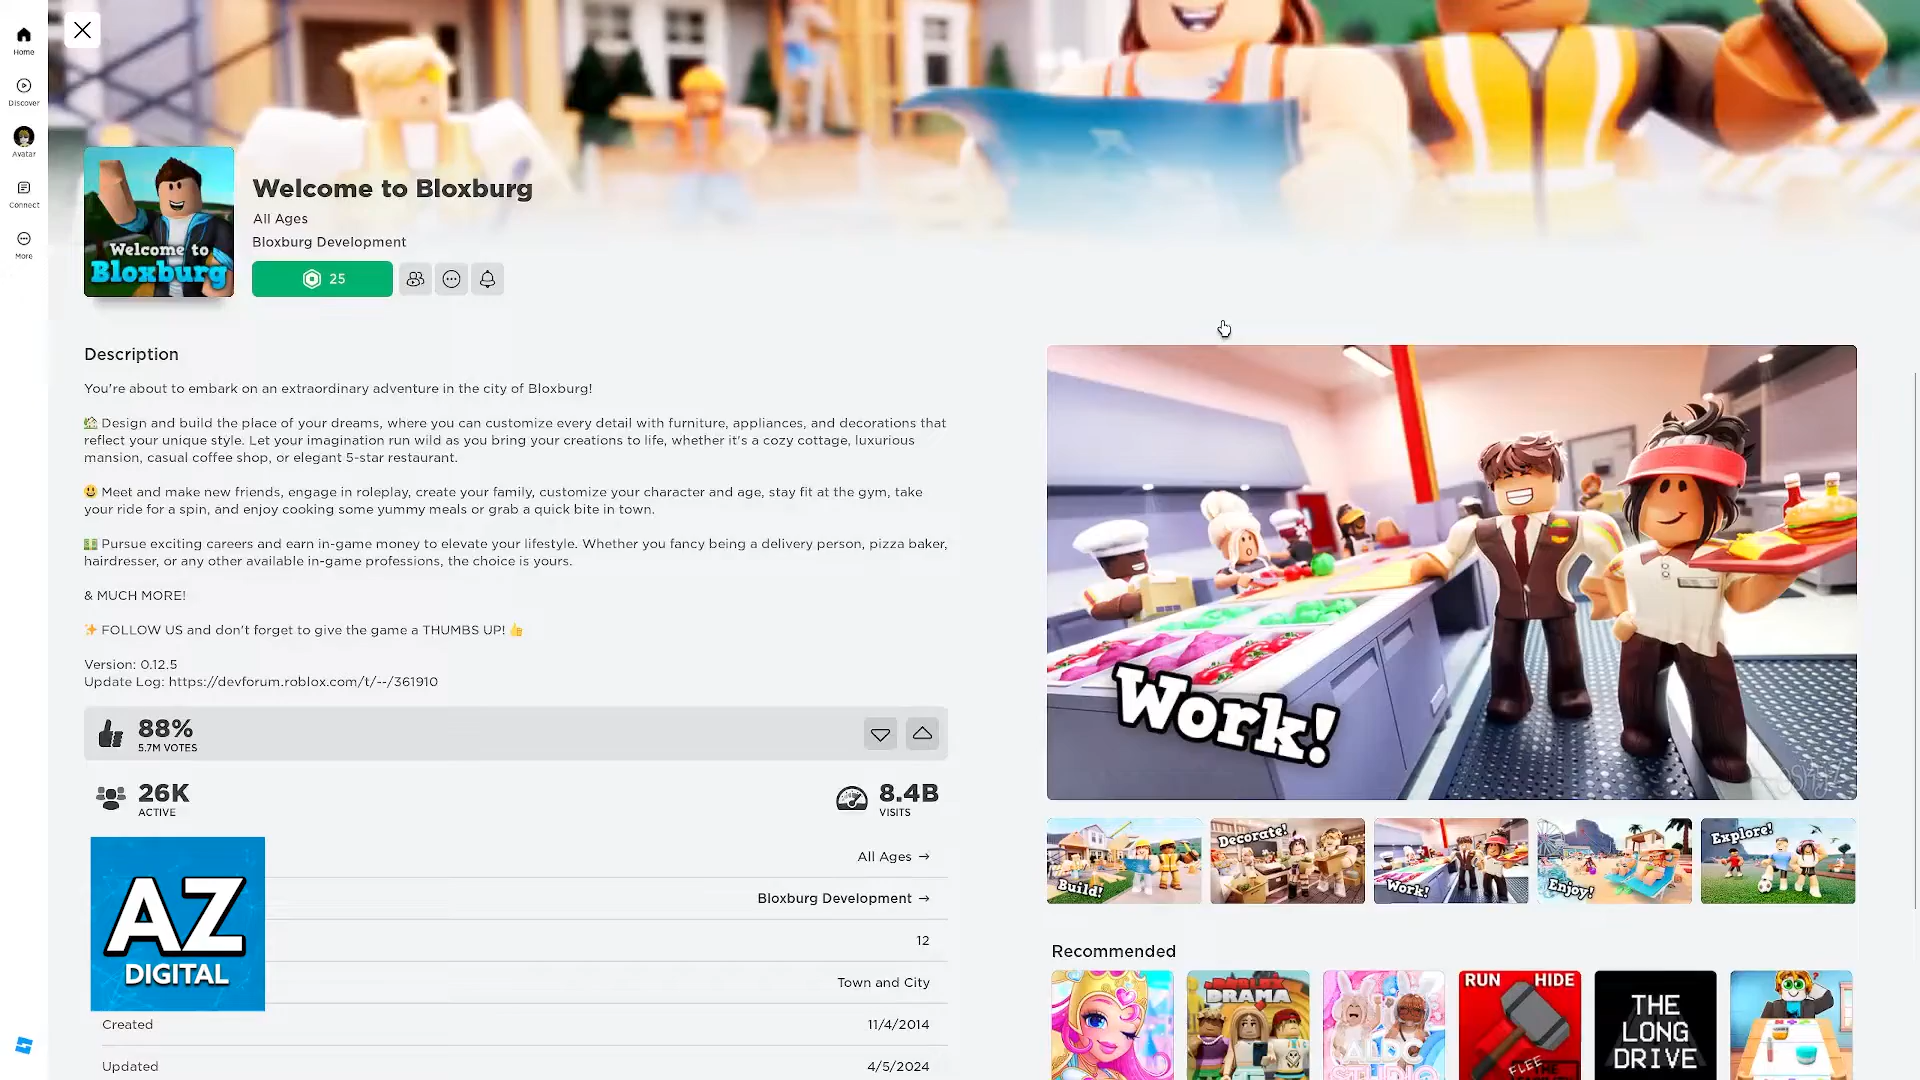 Home
Discover
Avatar
Connect
More
Welcome to
Bloxburg
Welcome to Bloxburg
All Ages
Bloxburg Development
25
Description
You're about to embark on an extraordinary adventure in the city of Bloxburg!
🏡 Design and build the place of your dreams, where you can customize every detail with furniture, appliances, and decorations that
reflect your unique style. Let your imagination run wild as you bring your creations to life, whether it's a cozy cottage, luxurious
mansion, casual coffee shop, or elegant 5-star restaurant.
😃 Meet and make new friends, engage in roleplay, create your family, customize your character and age, stay fit at the gym, take
your ride for a spin, and enjoy cooking some yummy meals or grab a quick bite in town.
💵 Pursue exciting careers and earn in-game money to elevate your lifestyle. Whether you fancy being a delivery person, pizza baker,
hairdresser, or any other available in-game professions, the choice is yours.
& MUCH MORE!
✨ FOLLOW US and don't forget to give the game a THUMBS UP! 👍
Version: 0.12.5
Update Log: https://devforum.roblox.com/t/--/361910
88%
5.7M VOTES
26K
ACTIVE
8.4B
VISITS
All Ages →
Bloxburg Development →
12
Town and City
Created
11/4/2014
Updated
4/5/2024
AZ
DIGITAL
Work!
Build!
Decorate!
Work!
Enjoy!
Explore!
Recommended
ROBLOX
DRAMA
ALDC
STUDIO
RUN HIDE
FLEE
THE
LONG
DRIVE